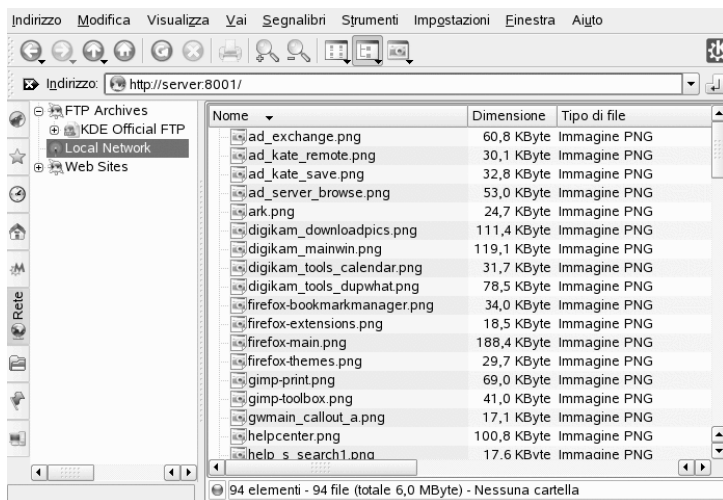 Indirizzo Modifica Visualizza Vai Segnalibri Strumenti Impostazioni Finestra Aiuto
Indirizzo: http://server:8001/
FTP Archives
KDE Official FTP
Local Network
Web Sites
Rete
Nome Dimensione Tipo di file
ad_exchange.png 60,8 KByte Immagine PNG
ad_kate_remote.png 30,1 KByte Immagine PNG
ad_kate_save.png 32,8 KByte Immagine PNG
ad_server_browse.png 53,0 KByte Immagine PNG
ark.png 24,7 KByte Immagine PNG
digikam_downloadpics.png 111,4 KByte Immagine PNG
digikam_mainwin.png 119,1 KByte Immagine PNG
digikam_tools_calendar.png 31,7 KByte Immagine PNG
digikam_tools_dupwhat.png 78,5 KByte Immagine PNG
firefox-bookmarkmanager.png 34,0 KByte Immagine PNG
firefox-extensions.png 18,5 KByte Immagine PNG
firefox-main.png 188,4 KByte Immagine PNG
firefox-themes.png 29,7 KByte Immagine PNG
gimp-print.png 69,0 KByte Immagine PNG
gimp-toolbox.png 41,0 KByte Immagine PNG
gwmain_callout_a.png 17,1 KByte Immagine PNG
helpcenter.png 100,8 KByte Immagine PNG
help_s_search1.png 17,6 KByte Immagine PNG
94 elementi - 94 file (totale 6,0 MByte) - Nessuna cartella